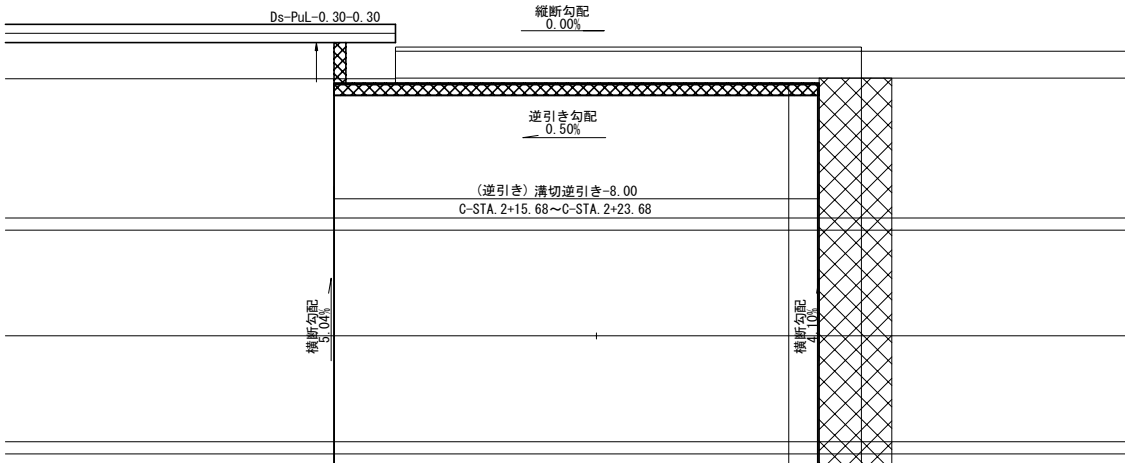 Ds-PuL-0.30-0.30
縦断勾配
0.00%
逆引き勾配
0.50%
(逆引き) 溝切逆引き-8.00
C-STA.2+15.68～C-STA.2+23.68
横断勾配
5.04%
横断勾配
4.10%